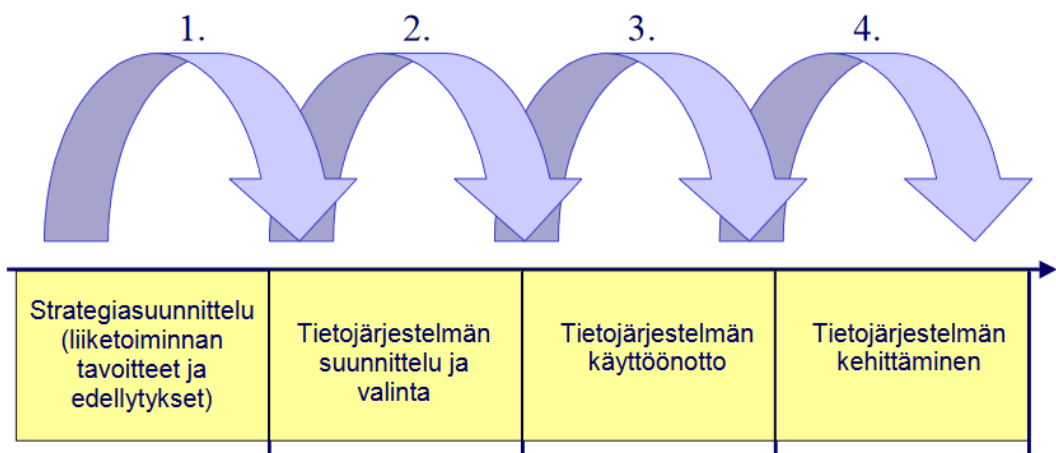 1.
2.
3.
4.
Strategiasuunnittelu
(liiketoiminnan
tavoitteet ja
edellytykset)
Tietojärjestelmän
suunnittelu ja
valinta
Tietojärjestelmän
käyttöönotto
Tietojärjestelmän
kehittäminen